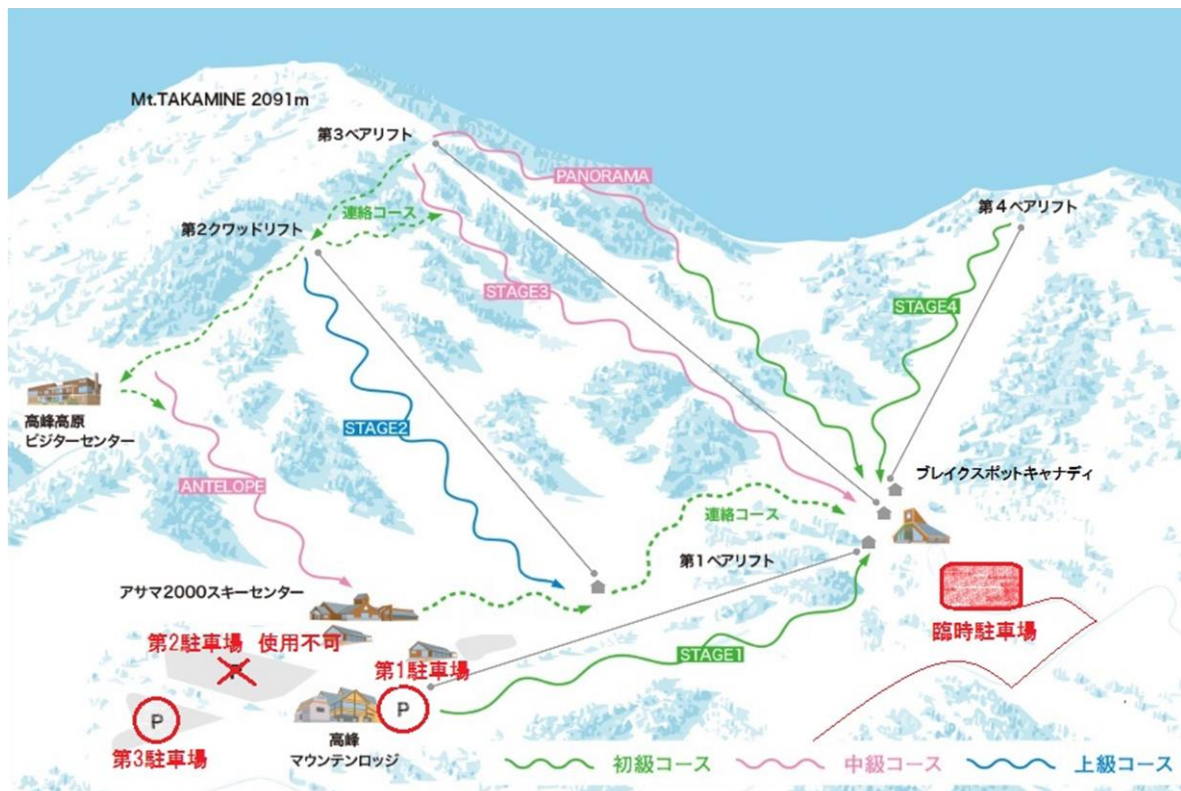 Mt.TAKAMINE 2091m
第3ペアリフト
PANORAMA
連絡コース
第2クワッドリフト
第4ペアリフト
STAGE3
STAGE4
高峰高原
ビジターセンター
STAGE2
ANTELOPE
ブレイクスポットキャナディ
連絡コース
第1ペアリフト
アサマ2000スキーセンター
臨時駐車場
第2駐車場 使用不可
第1駐車場
STAGE1
P
P
第3駐車場
高峰
マウンテンロッジ
初級コース
中級コース
上級コース